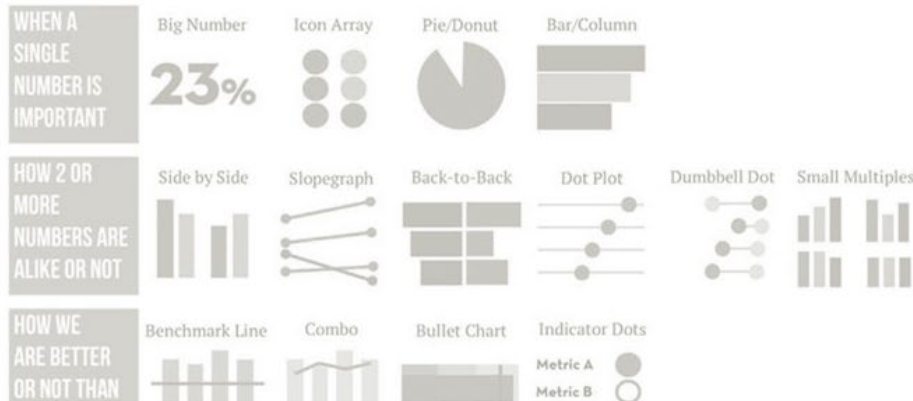 WHEN A
SINGLE
NUMBER IS
IMPORTANT
Big Number
Icon Array
Pie/Donut
Bar/Column
23%
HOW 2 OR
MORE
NUMBERS ARE
ALIKE OR NOT
Side by Side
Slopegraph
Back-to-Back
Dot Plot
Dumbbell Dot
Small Multiples
HOW WE
ARE BETTER
OR NOT THAN
Benchmark Line
Combo
Bullet Chart
Indicator Dots
Metric A
Metric B